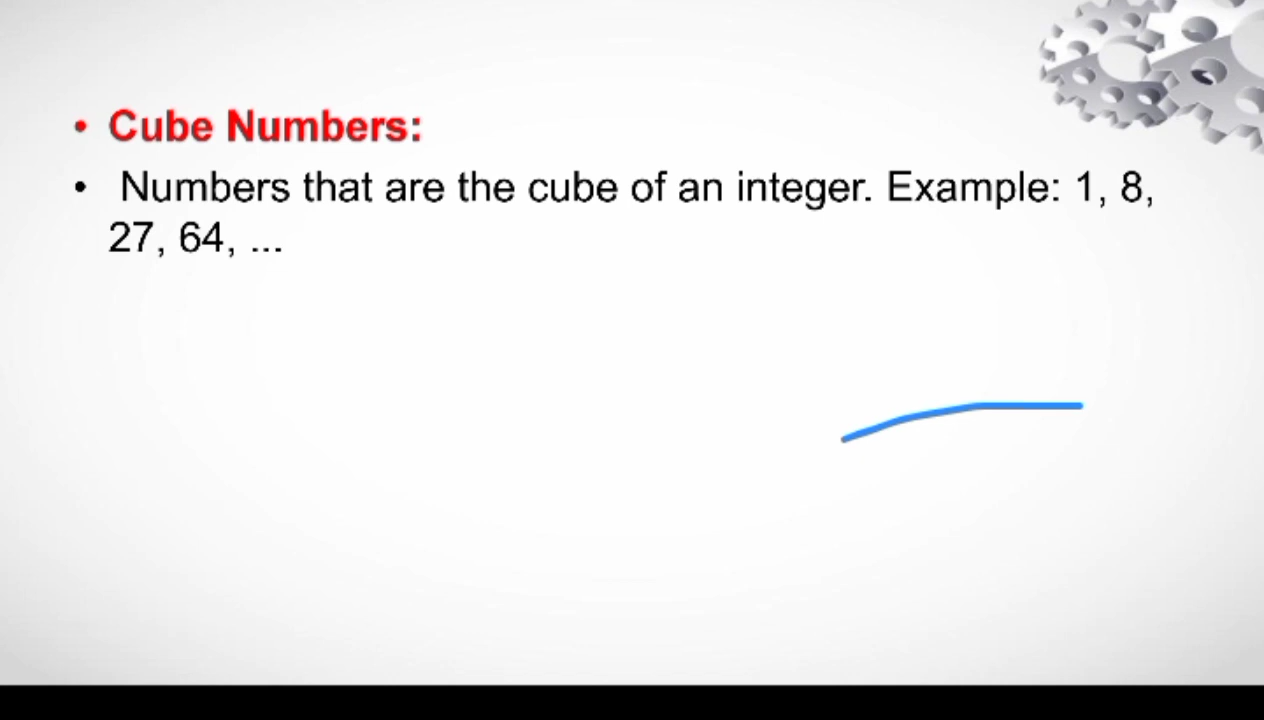 • Cube Numbers:
• Numbers that are the cube of an integer. Example: 1, 8,
27, 64, ...